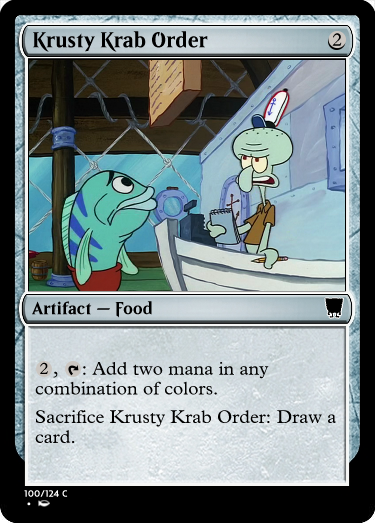 Krusty Krab Order 2
Artifact — Food
2, : Add two mana in any
combination of colors.
Sacrifice Krusty Krab Order: Draw a
card.
100/124 C